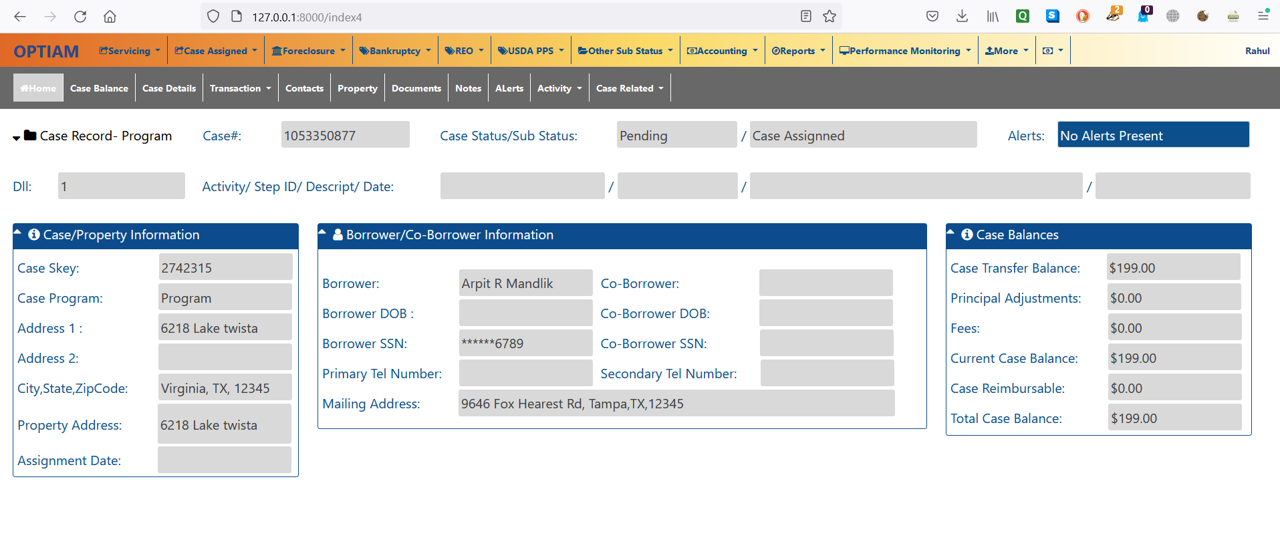 127.0.0.1:8000/index4
2 0
OPTIAM Servicing Case Assigned Foreclosure Bankruptcy REO USDA PPS Other Sub Status Accounting Reports Performance Monitoring More Rahul
Home Case Balance Case Details Transaction Contacts Property Documents Notes ALerts Activity Case Related
Case Record- Program Case#: 1053350877 Case Status/Sub Status: Pending / Case Assignned Alerts: No Alerts Present
Dll: 1 Activity/ Step ID/ Descript/ Date: / / /
Case/Property Information
Case Skey: 2742315
Case Program: Program
Address 1 : 6218 Lake twista
Address 2:
City,State,ZipCode: Virginia, TX, 12345
Property Address: 6218 Lake twista
Assignment Date:
Borrower/Co-Borrower Information
Borrower: Arpit R Mandlik Co-Borrower:
Borrower DOB : Co-Borrower DOB:
Borrower SSN: ******6789 Co-Borrower SSN:
Primary Tel Number: Secondary Tel Number:
Mailing Address: 9646 Fox Hearest Rd, Tampa,TX,12345
Case Balances
Case Transfer Balance: $199.00
Principal Adjustments: $0.00
Fees: $0.00
Current Case Balance: $199.00
Case Reimbursable: $0.00
Total Case Balance: $199.00